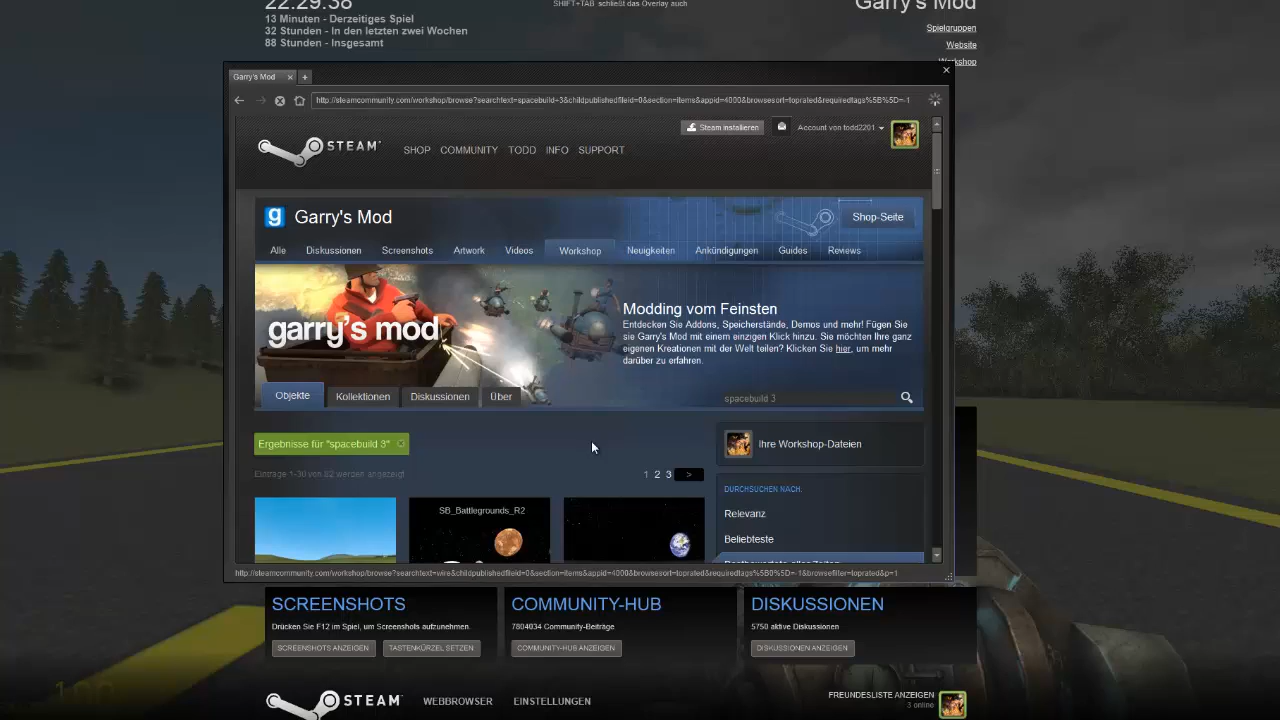 22:29:38
13 Minuten - Derzeitiges Spiel
32 Stunden - In den letzten zwei Wochen
88 Stunden - Insgesamt
SHIFT+TAB schließt das Overlay auch
Garry's Mod
Spielgruppen
Website
Workshop
Garry's Mod
http://steamcommunity.com/workshop/browse?searchtext=spacebuild+3&childpublishedfileid=0&section=items&appid=4000&browsesort=toprated&requiredtags%5B%5D=-1
Steam installieren
Account von todd2201
STEAM
SHOP COMMUNITY TODD INFO SUPPORT
g Garry's Mod
Shop-Seite
Alle Diskussionen Screenshots Artwork Videos Workshop Neuigkeiten Ankündigungen Guides Reviews
garry's mod
Modding vom Feinsten
Entdecken Sie Addons, Speicherstände, Demos und mehr! Fügen Sie
sie Garry's Mod mit einem einzigen Klick hinzu. Sie möchten Ihre ganz
eigenen Kreationen mit der Welt teilen? Klicken Sie hier, um mehr
darüber zu erfahren.
Objekte Kollektionen Diskussionen Über
spacebuild 3
Ergebnisse für "spacebuild 3"
Ihre Workshop-Dateien
Einträge 1-30 von 82 werden angezeigt
1 2 3 >
DURCHSUCHEN NACH:
Relevanz
Beliebteste
SB_Battlegrounds_R2
http://steamcommunity.com/workshop/browse?searchtext=wire&childpublishedfileid=0&section=items&appid=4000&browsesort=toprated&requiredtags%5B0%5D=-1&browsefilter=toprated&p=1
SCREENSHOTS
Drücken Sie F12 im Spiel, um Screenshots aufzunehmen.
SCREENSHOTS ANZEIGEN TASTENKÜRZEL SETZEN
COMMUNITY-HUB
7804034 Community-Beiträge
COMMUNITY-HUB ANZEIGEN
DISKUSSIONEN
5750 aktive Diskussionen
DISKUSSIONEN ANZEIGEN
100
STEAM
WEBBROWSER EINSTELLUNGEN
FREUNDESLISTE ANZEIGEN
3 online